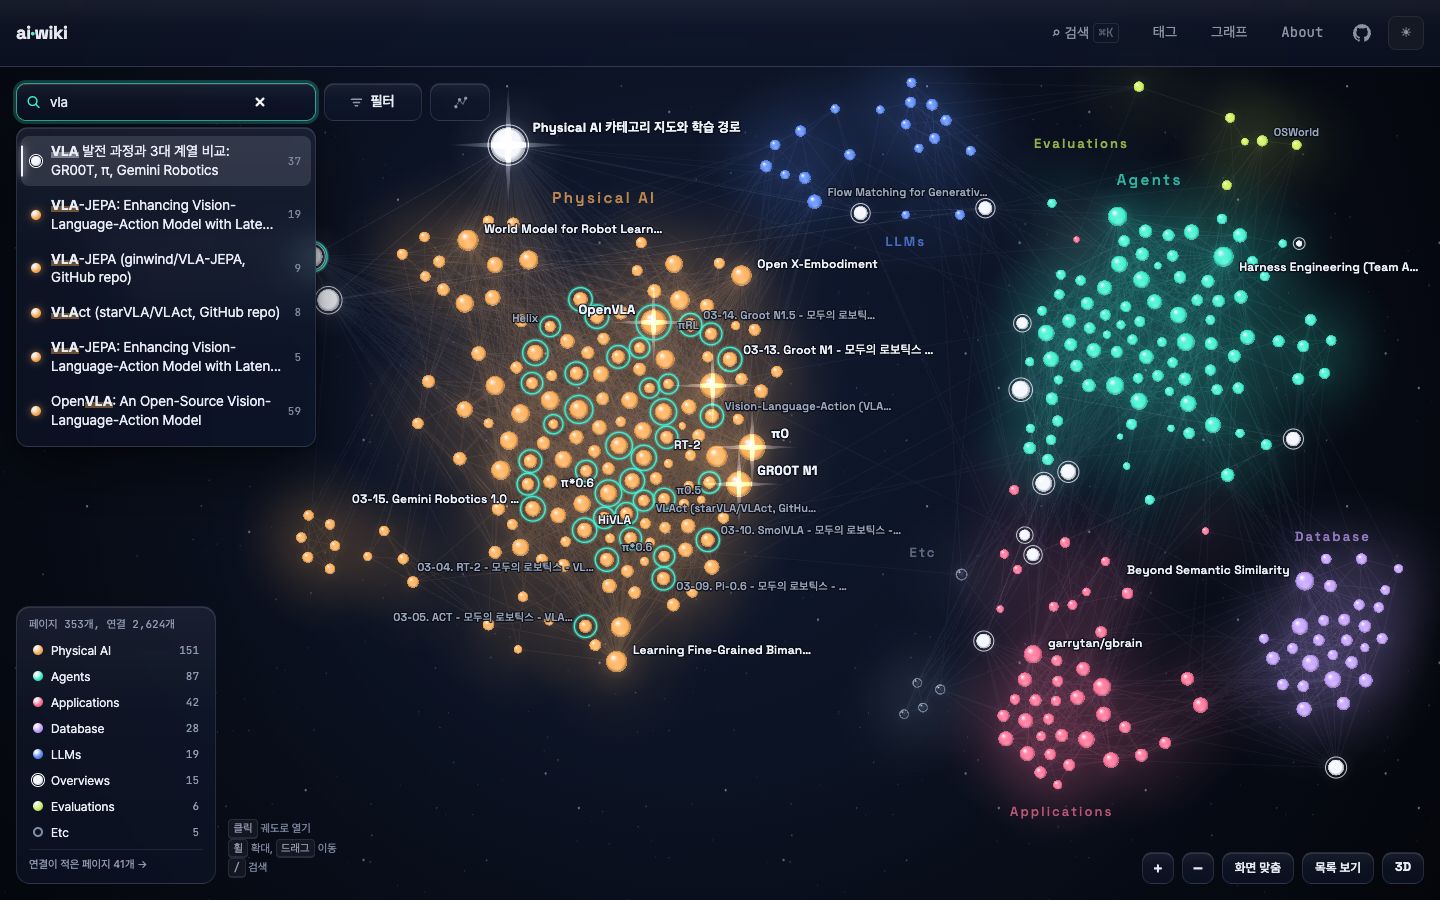 ai·wiki
검색 ⌘K
태그
그래프
About
vla
필터
VLA 발전 과정과 3대 계열 비교:
GR00T, π, Gemini Robotics
37
VLA-JEPA: Enhancing Vision-
Language-Action Model with Late...
19
VLA-JEPA (ginwind/VLA-JEPA,
GitHub repo)
9
VLAct (starVLA/VLAct, GitHub repo)
8
VLA-JEPA: Enhancing Vision-
Language-Action Model with Laten...
5
OpenVLA: An Open-Source Vision-
Language-Action Model
59
Physical AI 카테고리 지도와 학습 경로
Physical AI
World Model for Robot Learn...
Open X-Embodiment
OpenVLA
Helix
πRL
03-14. Groot N1.5 - 모두의 로보틱...
03-13. Groot N1 - 모두의 로보틱스 ...
Vision-Language-Action (VLA...
π0
RT-2
GR00T N1
π*0.6
π0.5
03-15. Gemini Robotics 1.0 ...
VLAct (starVLA/VLAct, GitHu...
HiVLA
03-10. SmolVLA - 모두의 로보틱스 -...
π*0.6
03-04. RT-2 - 모두의 로보틱스 - VL...
03-09. Pi-0.6 - 모두의 로보틱스 - ...
03-05. ACT - 모두의 로보틱스 - VLA...
Learning Fine-Grained Biman...
Flow Matching for Generativ...
LLMs
Evaluations
OSWorld
Agents
Harness Engineering (Team A...
Etc
Database
Beyond Semantic Similarity
garrytan/gbrain
Applications
페이지 353개, 연결 2,624개
Physical AI 151
Agents 87
Applications 42
Database 28
LLMs 19
Overviews 15
Evaluations 6
Etc 5
연결이 적은 페이지 41개 →
클릭 궤도로 열기
휠 확대, 드래그 이동
/ 검색
+
−
화면 맞춤
목록 보기
3D